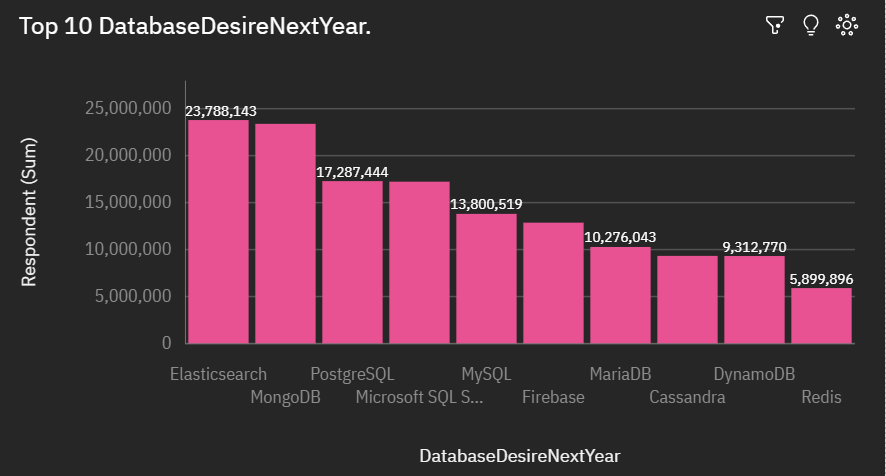 Top 10 DatabaseDesireNextYear.
Respondent (Sum)
25,000,000
20,000,000
15,000,000
10,000,000
5,000,000
0
23,788,143
17,287,444
13,800,519
10,276,043
9,312,770
5,899,896
Elasticsearch
PostgreSQL
MySQL
MariaDB
DynamoDB
MongoDB
Microsoft SQL S...
Firebase
Cassandra
Redis
DatabaseDesireNextYear